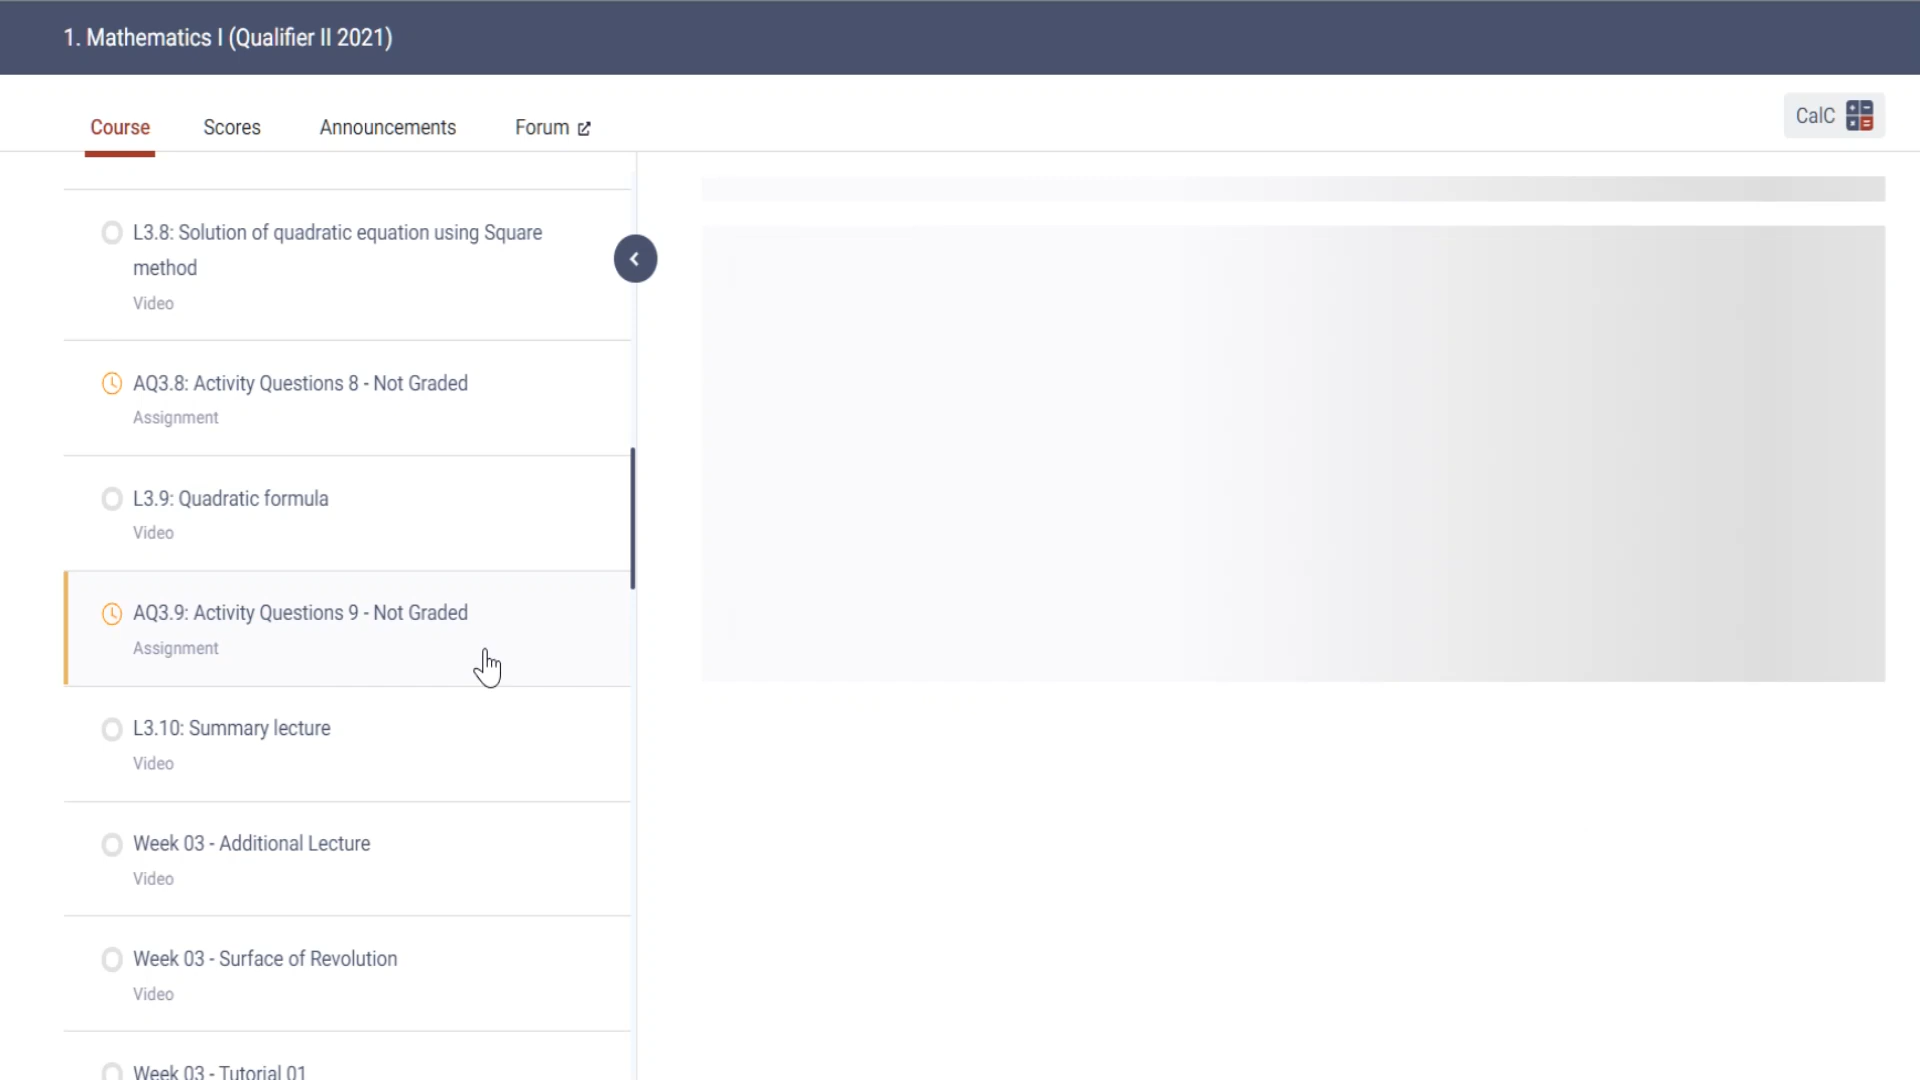 1. Mathematics I (Qualifier II 2021)
Course
Scores
Announcements
Forum
CalC
L3.8: Solution of quadratic equation using Square
method
Video
AQ3.8: Activity Questions 8 - Not Graded
Assignment
L3.9: Quadratic formula
Video
AQ3.9: Activity Questions 9 - Not Graded
Assignment
L3.10: Summary lecture
Video
Week 03 - Additional Lecture
Video
Week 03 - Surface of Revolution
Video
Week 03 - Tutorial 01